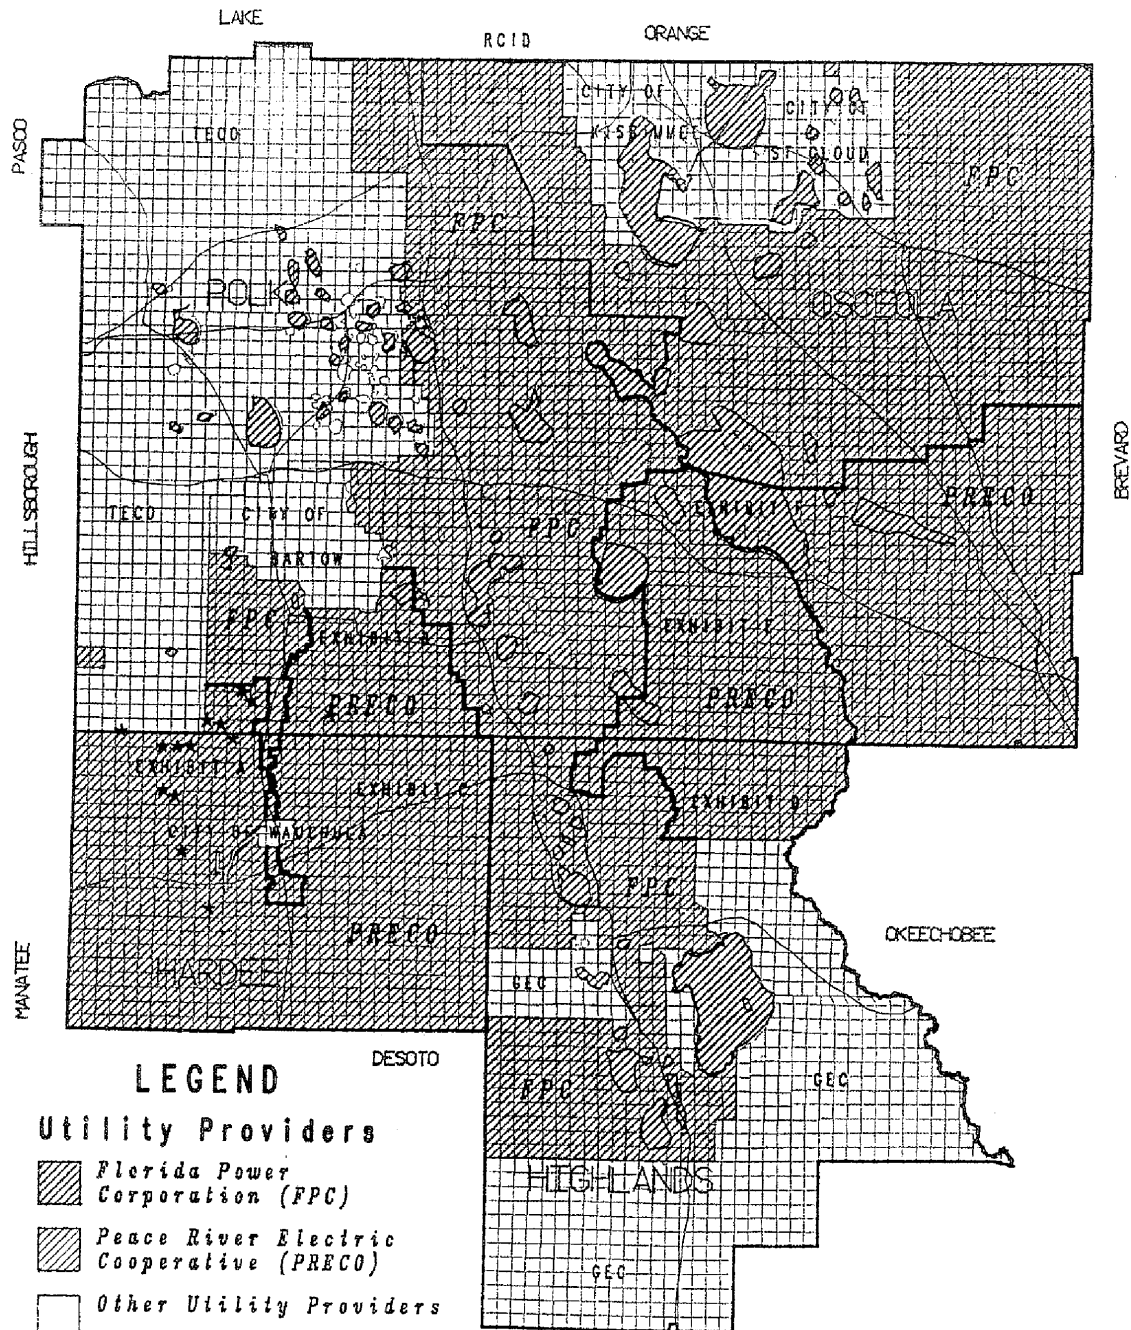 LAKE
RCID
ORANGE
PASCO
TECO
CITY OF
KISSIMMEE
CITY OF
ST CLOUD
FPC
FPC
POLK
OSCEOLA
HILLSBOROUGH
BREVARD
TECO
CITY OF
BARTOW
FPC
EXHIBIT F
PRECO
FPC
EXHIBIT B
EXHIBIT E
PRECO
PRECO
EXHIBIT A
EXHIBIT C
EXHIBIT D
CITY OF WAUCHULA
FPC
PRECO
OKEECHOBEE
MANATEE
HARDEE
GEC
DESOTO
FPC
GEC
HIGHLANDS
GEC
LEGEND
Utility Providers
Florida Power
Corporation (FPC)
Peace River Electric
Cooperative (PRECO)
Other Utility Providers